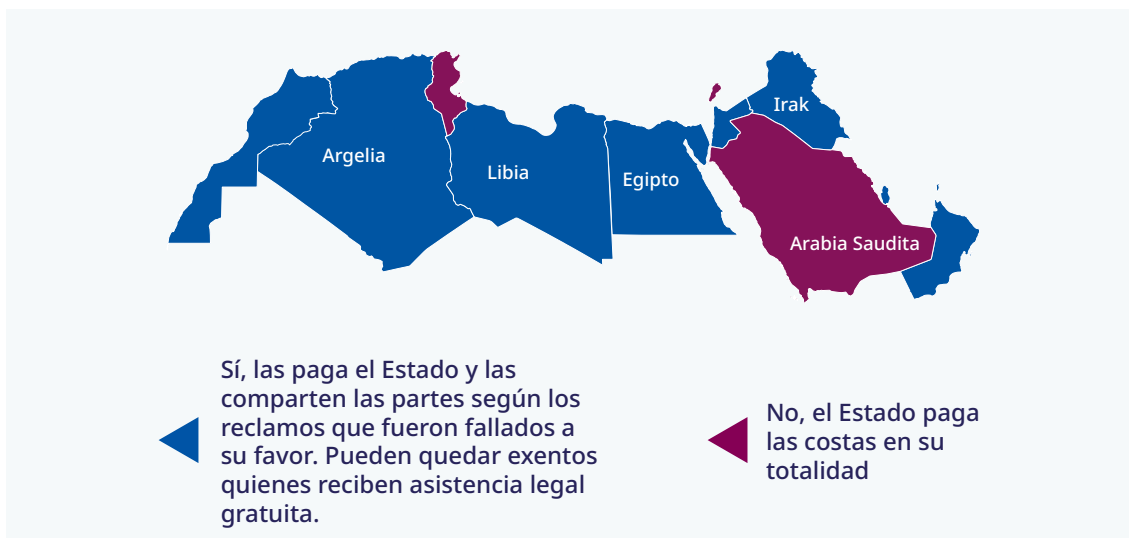 Irak
Argelia
Libia
Egipto
Arabia Saudita
Sí, las paga el Estado y las
comparten las partes según los
reclamos que fueron fallados a
su favor. Pueden quedar exentos
quienes reciben asistencia legal
gratuita.
No, el Estado paga
las costas en su
totalidad